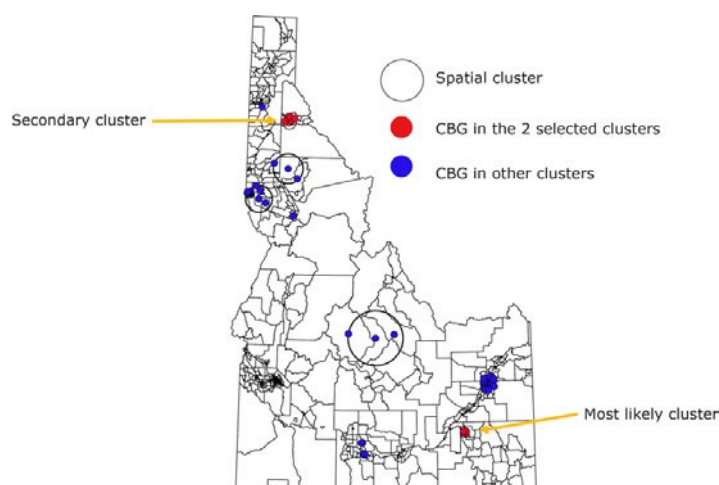 Spatial cluster
Secondary cluster
CBG in the 2 selected clusters
CBG in other clusters
Most likely cluster